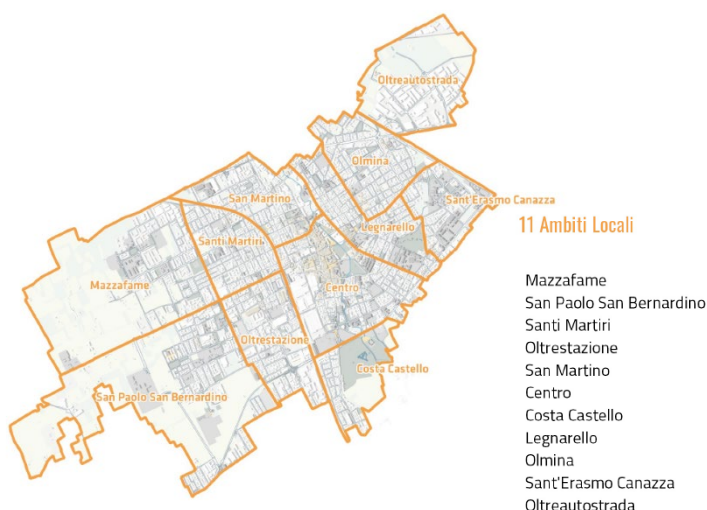 Oltreautostrada
Olmina
San Martino
Sant'Erasmo Canazza
Legnarello
Santi Martiri
Mazzafame
Centro
Oltrestazione
Costa Castello
San Paolo San Bernardino
11 Ambiti Locali
Mazzafame
San Paolo San Bernardino
Santi Martiri
Oltrestazione
San Martino
Centro
Costa Castello
Legnarello
Olmina
Sant'Erasmo Canazza
Oltreautostrada